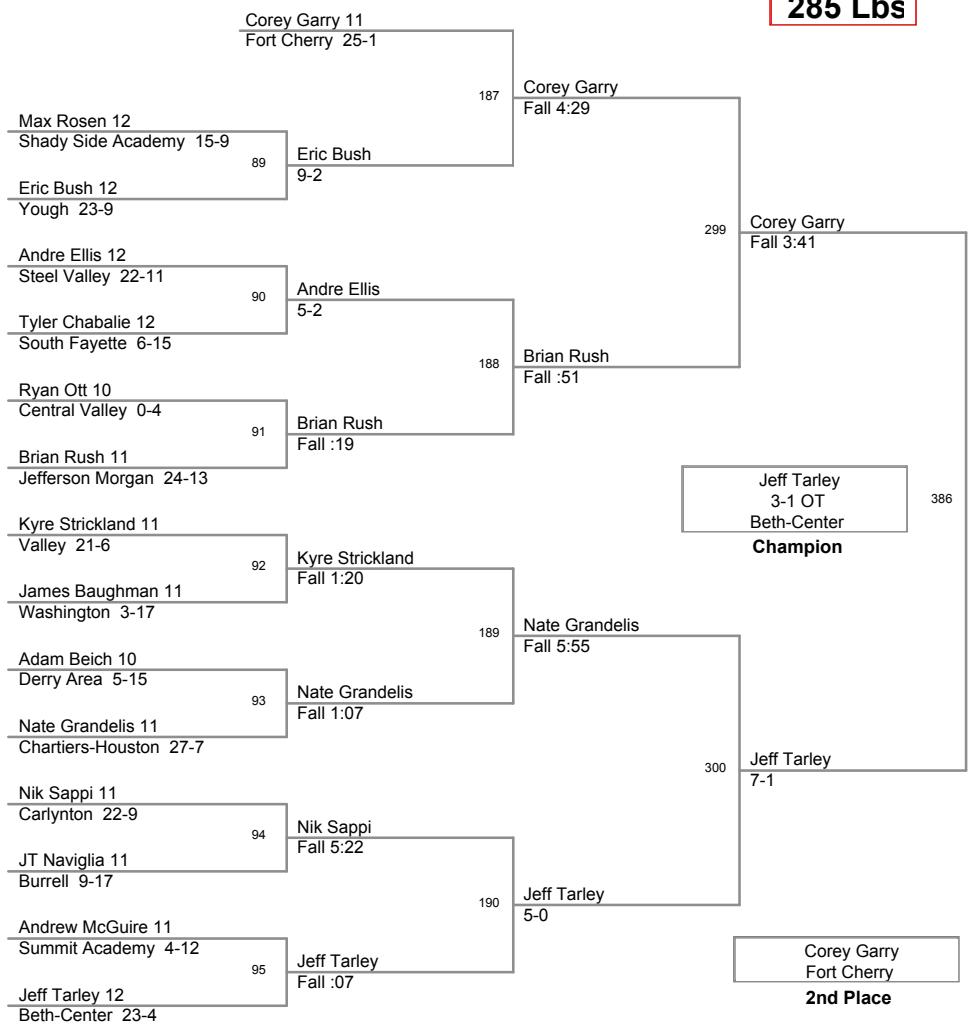 285 Lbs
Corey Garry 11
Fort Cherry 25-1
187
Corey Garry
Fall 4:29
Max Rosen 12
Shady Side Academy 15-9
89
Eric Bush
9-2
Eric Bush 12
Yough 23-9
299
Corey Garry
Fall 3:41
Andre Ellis 12
Steel Valley 22-11
90
Andre Ellis
5-2
Tyler Chabalie 12
South Fayette 6-15
188
Brian Rush
Fall :51
Ryan Ott 10
Central Valley 0-4
91
Brian Rush
Fall :19
Brian Rush 11
Jefferson Morgan 24-13
Jeff Tarley
3-1 OT
Beth-Center
Champion
386
Kyre Strickland 11
Valley 21-6
92
Kyre Strickland
Fall 1:20
James Baughman 11
Washington 3-17
189
Nate Grandelis
Fall 5:55
Adam Beich 10
Derry Area 5-15
93
Nate Grandelis
Fall 1:07
Nate Grandelis 11
Chartiers-Houston 27-7
300
Jeff Tarley
7-1
Nik Sappi 11
Carlynton 22-9
94
Nik Sappi
Fall 5:22
JT Naviglia 11
Burrell 9-17
190
Jeff Tarley
5-0
Andrew McGuire 11
Summit Academy 4-12
95
Jeff Tarley
Fall :07
Jeff Tarley 12
Beth-Center 23-4
Corey Garry
Fort Cherry
2nd Place